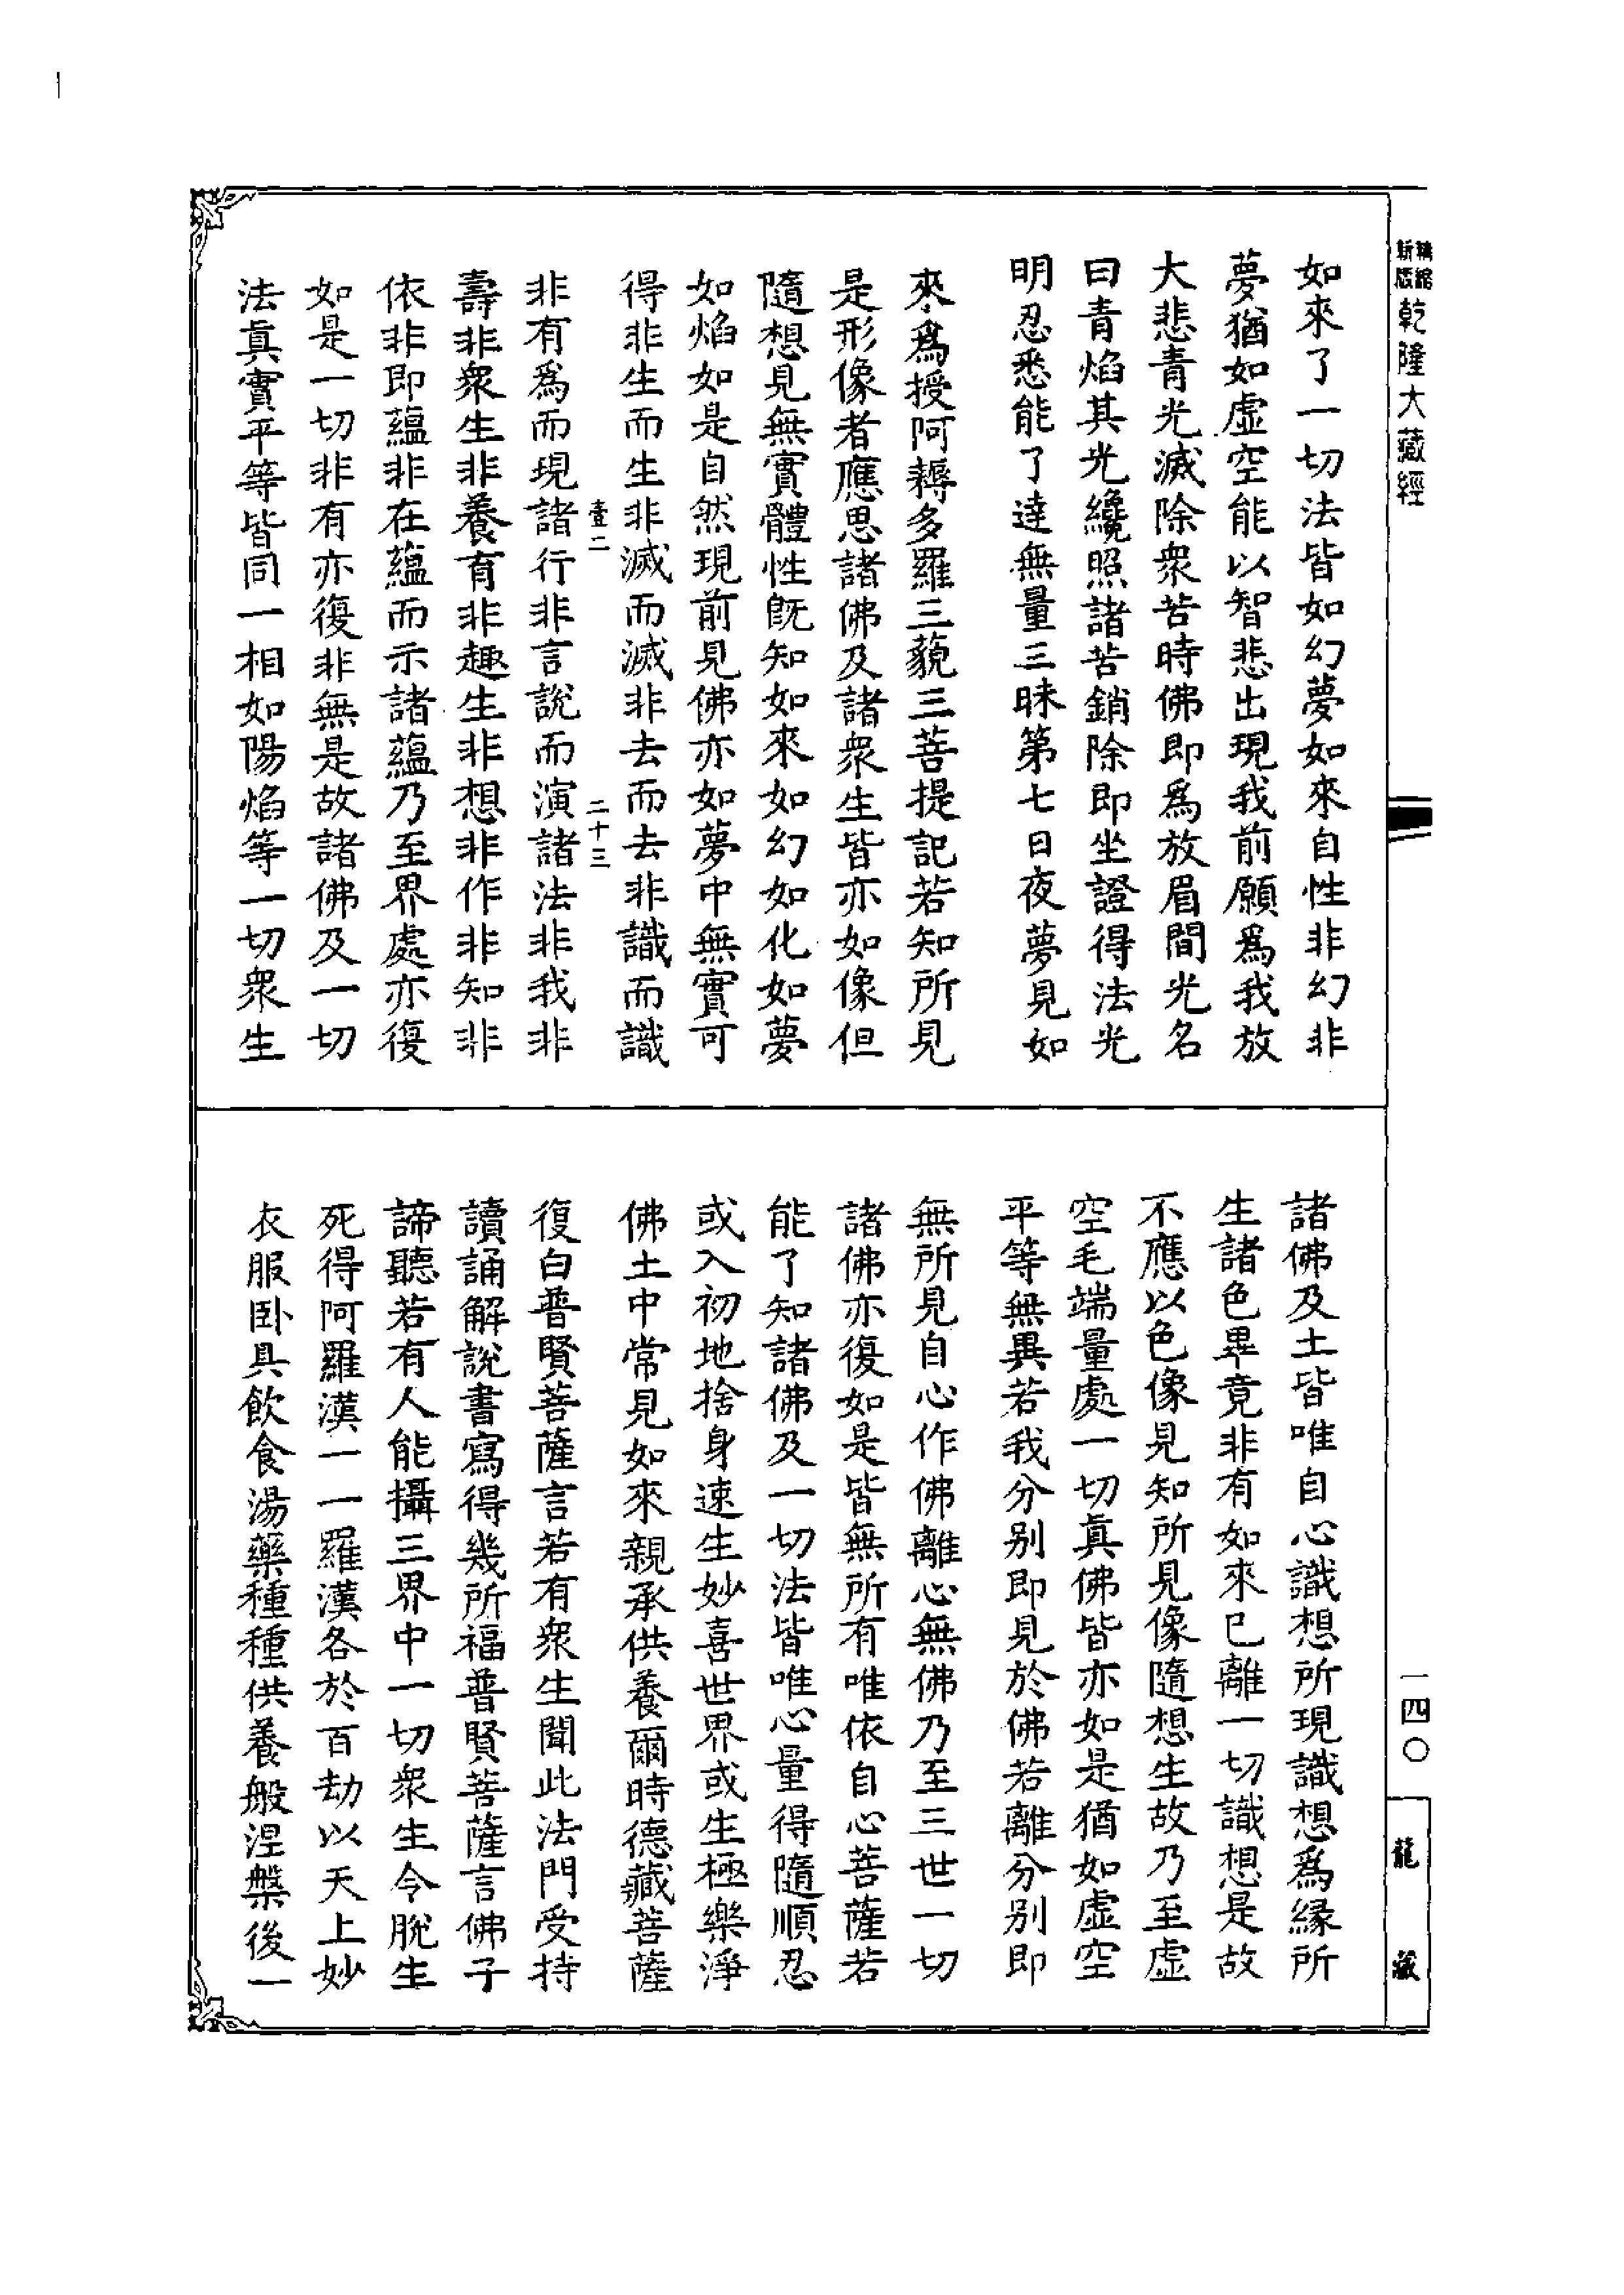 精縮
新版
乾隆大藏經
如來了一切法皆如幻夢如來自性非幻非
夢猶如虛空能以智悲出現我前願爲我放
大悲青光滅除衆苦時佛即爲放眉間光名
曰青焰其光纔照諸苦銷除即坐證得法光
明忍悉能了達無量三昧第七日夜夢見如
來爲授阿耨多羅三藐三菩提記若知所見
是形像者應思諸佛及諸衆生皆亦如像但
隨想見無實體性旣知如來如幻如化如夢
如焰如是自然現前見佛亦如夢中無實可
得非生而生非滅而滅非去而去非識而識
壹二
二十三
非有爲而現諸行非言說而演諸法非我非
壽非衆生非養育非趣生非想非作非知非
依非即蘊非在蘊而示諸蘊乃至界處亦復
如是一切非有亦復非無是故諸佛及一切
法眞實平等皆同一相如陽焰等一切衆生
諸佛及土皆唯自心識想所現識想爲緣所
生諸色畢竟非有如來已離一切識想是故
不應以色像見知所見像隨想生故乃至虛
空毛端量處一切眞佛皆亦如是猶如虛空
平等無異若我分别即見於佛若離分别即
無所見自心作佛離心無佛乃至三世一切
諸佛亦復如是皆無所有唯依自心菩薩若
能了知諸佛及一切法皆唯心量得隨順忍
或入初地捨身速生妙喜世界或生極樂淨
佛土中常見如來親承供養爾時德藏菩薩
復白普賢菩薩言若有衆生聞此法門受持
讀誦解說書寫得幾所福普賢菩薩言佛子
諦聽若有人能攝三界中一切衆生令脫生
死得阿羅漢一一羅漢各於百劫以天上妙
衣服卧具飲食湯藥種種供養般涅槃後一
一四〇
龍藏